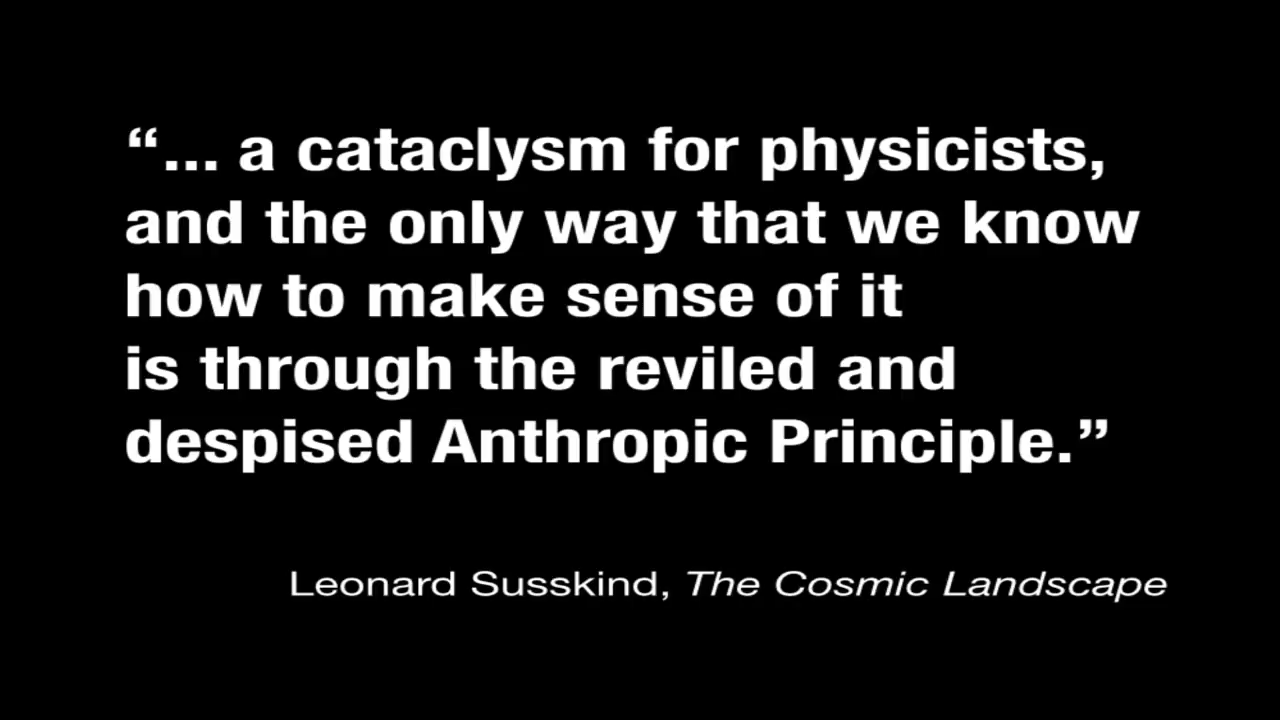 “... a cataclysm for physicists,
and the only way that we know
how to make sense of it
is through the reviled and
despised Anthropic Principle.”
Leonard Susskind, The Cosmic Landscape